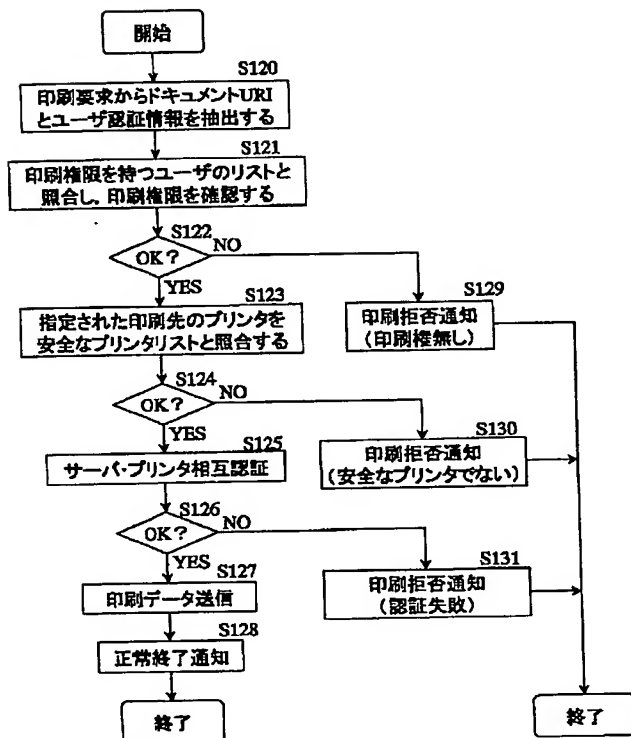 開始
S120
印刷要求からドキュメントURI
とユーザ認証情報を抽出する
S121
印刷権限を持つユーザのリストと
照合し、印刷権限を確認する
S122
OK?
NO
YES
S123
指定された印刷先のプリンタを
安全なプリンタリストと照合する
S129
印刷拒否通知
(印刷権無し)
S124
OK?
NO
YES
S125
サーバ・プリンタ相互認証
S130
印刷拒否通知
(安全なプリンタでない)
S126
OK?
NO
YES
S127
印刷データ送信
S131
印刷拒否通知
(認証失敗)
S128
正常終了通知
終了
終了